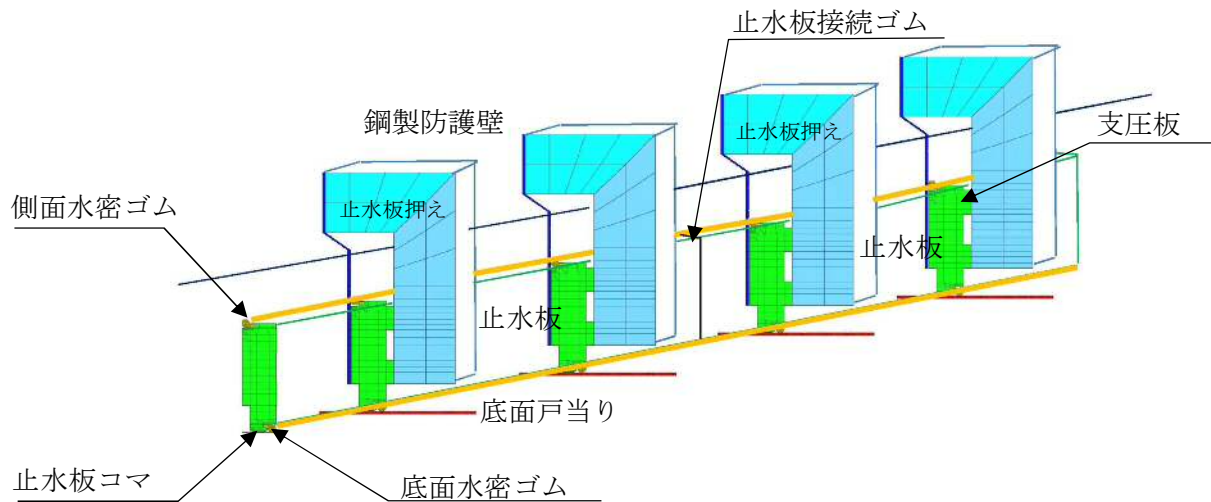 止水板接続ゴム
鋼製防護壁
止水板押え
支圧板
側面水密ゴム
止水板押え
止水板
止水板
底面戸当り
止水板コマ
底面水密ゴム